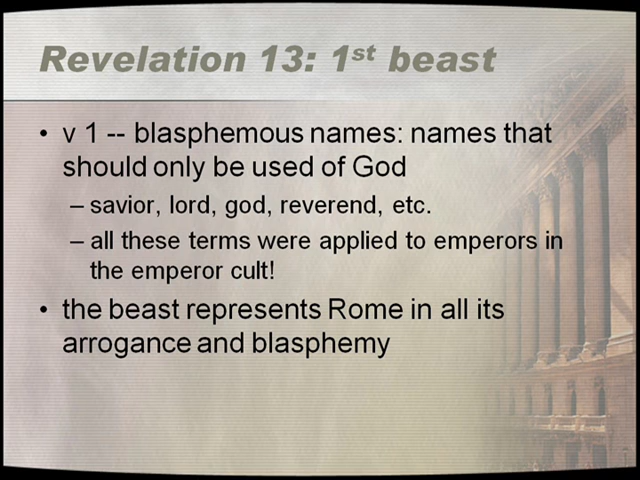 Revelation 13: 1st beast
• v 1 -- blasphemous names: names that
should only be used of God
– savior, lord, god, reverend, etc.
– all these terms were applied to emperors in
the emperor cult!
• the beast represents Rome in all its
arrogance and blasphemy